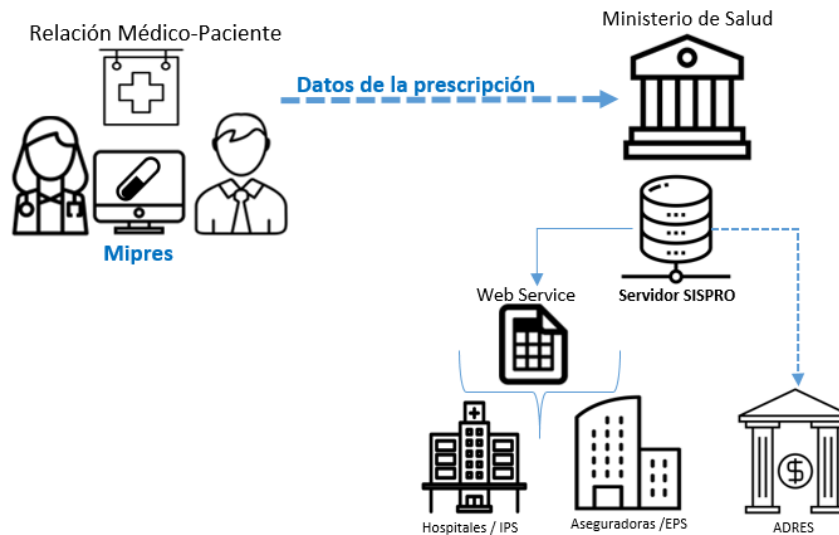 Ministerio de Salud
Relación Médico-Paciente
Datos de la prescripción
Mipres
Web Service
Servidor SISPRO
Hospitales / IPS
Aseguradoras /EPS
ADRES
$